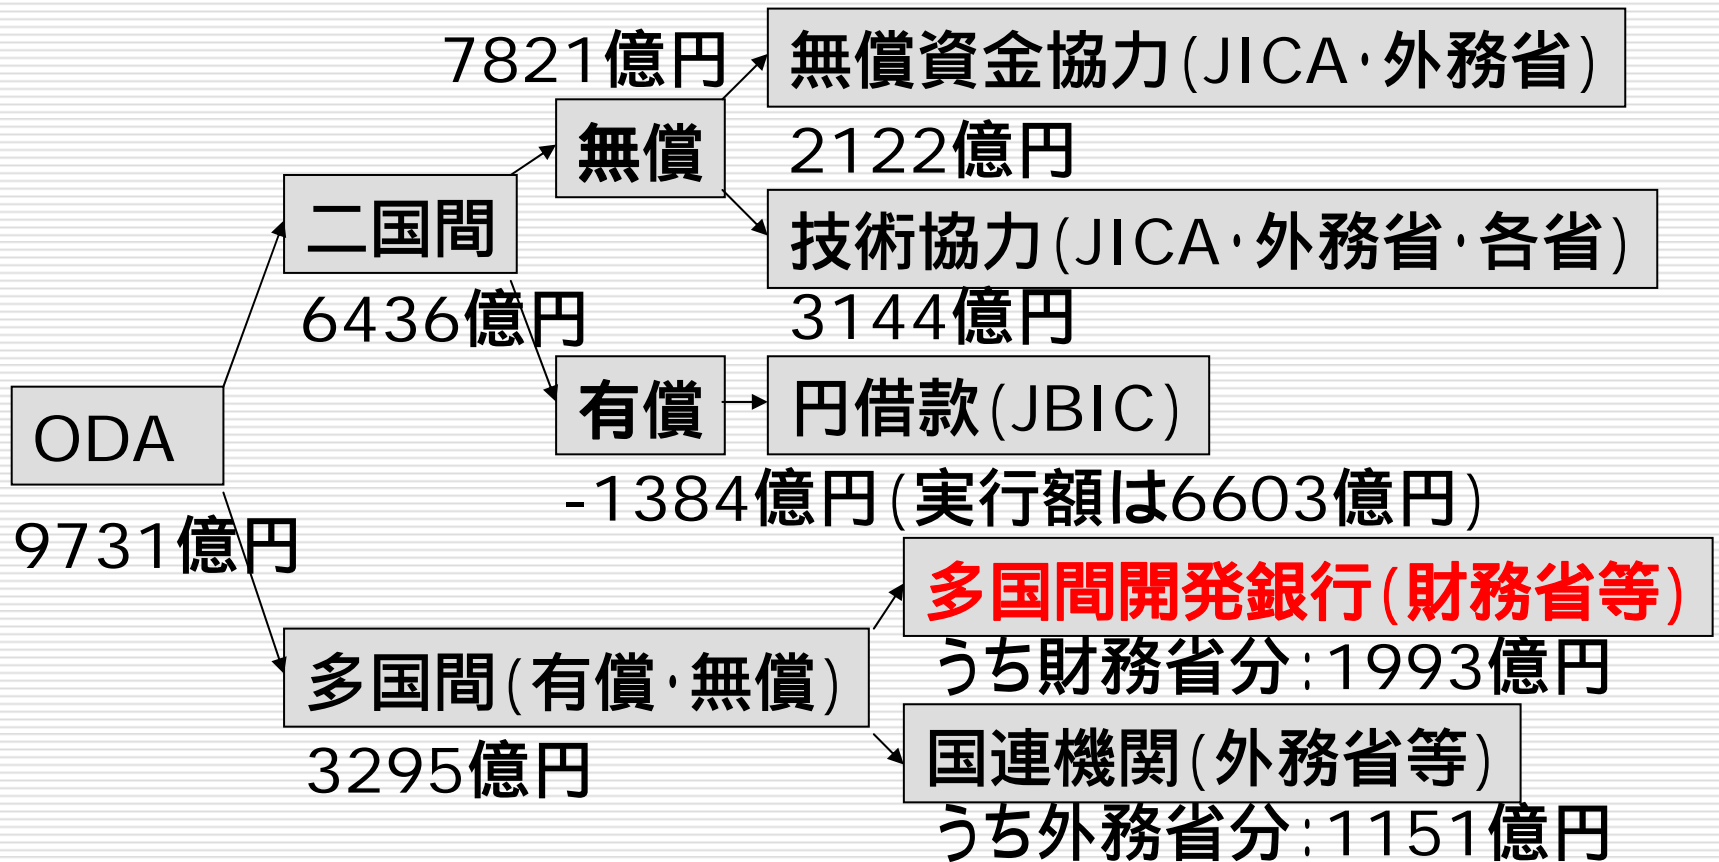 7821億円
無償資金協力(JICA・外務省)
無償
2122億円
二国間
技術協力(JICA・外務省・各省)
6436億円
3144億円
有償
円借款(JBIC)
ODA
-1384億円(実行額は6603億円)
9731億円
多国間開発銀行(財務省等)
うち財務省分:1993億円
多国間(有償・無償)
3295億円
国連機関(外務省等)
うち外務省分:1151億円